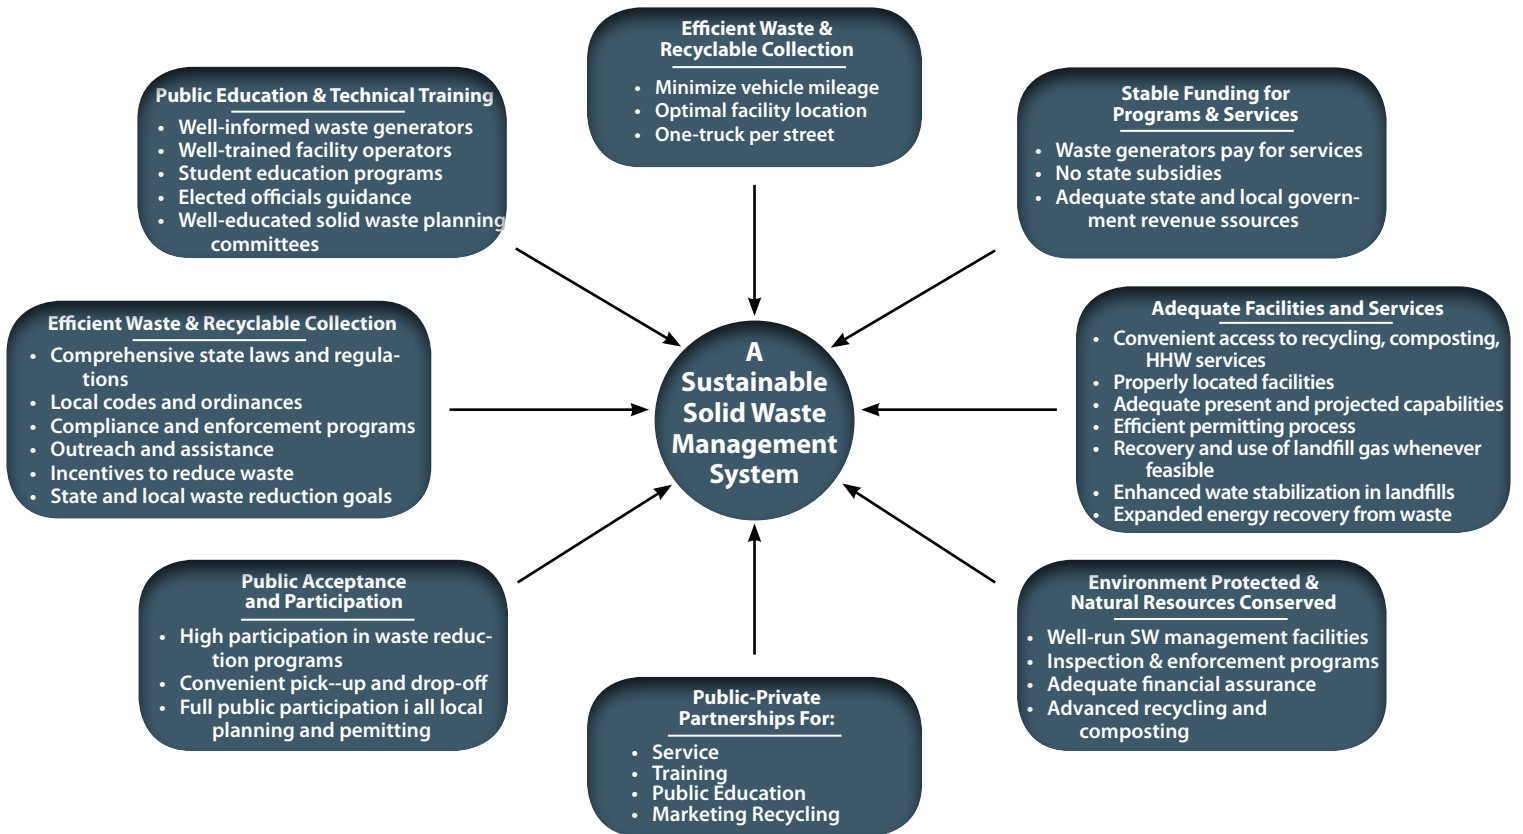 Efficient Waste &
Recyclable Collection
• Minimize vehicle mileage
• Optimal facility location
• One-truck per street
Public Education & Technical Training
• Well-informed waste generators
• Well-trained facility operators
• Student education programs
• Elected officials guidance
• Well-educated solid waste planning
committees
Stable Funding for
Programs & Services
• Waste generators pay for services
• No state subsidies
• Adequate state and local govern-
ment revenue ssources
Efficient Waste & Recyclable Collection
• Comprehensive state laws and regula-
tions
• Local codes and ordinances
• Compliance and enforcement programs
• Outreach and assistance
• Incentives to reduce waste
• State and local waste reduction goals
A
Sustainable
Solid Waste
Management
System
Adequate Facilities and Services
• Convenient access to recycling, composting,
HHW services
• Properly located facilities
• Adequate present and projected capabilities
• Efficient permitting process
• Recovery and use of landfill gas whenever
feasible
• Enhanced wate stabilization in landfills
• Expanded energy recovery from waste
Public Acceptance
and Participation
• High participation in waste reduc-
tion programs
• Convenient pick--up and drop-off
• Full public participation i all local
planning and pemitting
Public-Private
Partnerships For:
• Service
• Training
• Public Education
• Marketing Recycling
Environment Protected &
Natural Resources Conserved
• Well-run SW management facilities
• Inspection & enforcement programs
• Adequate financial assurance
• Advanced recycling and
composting